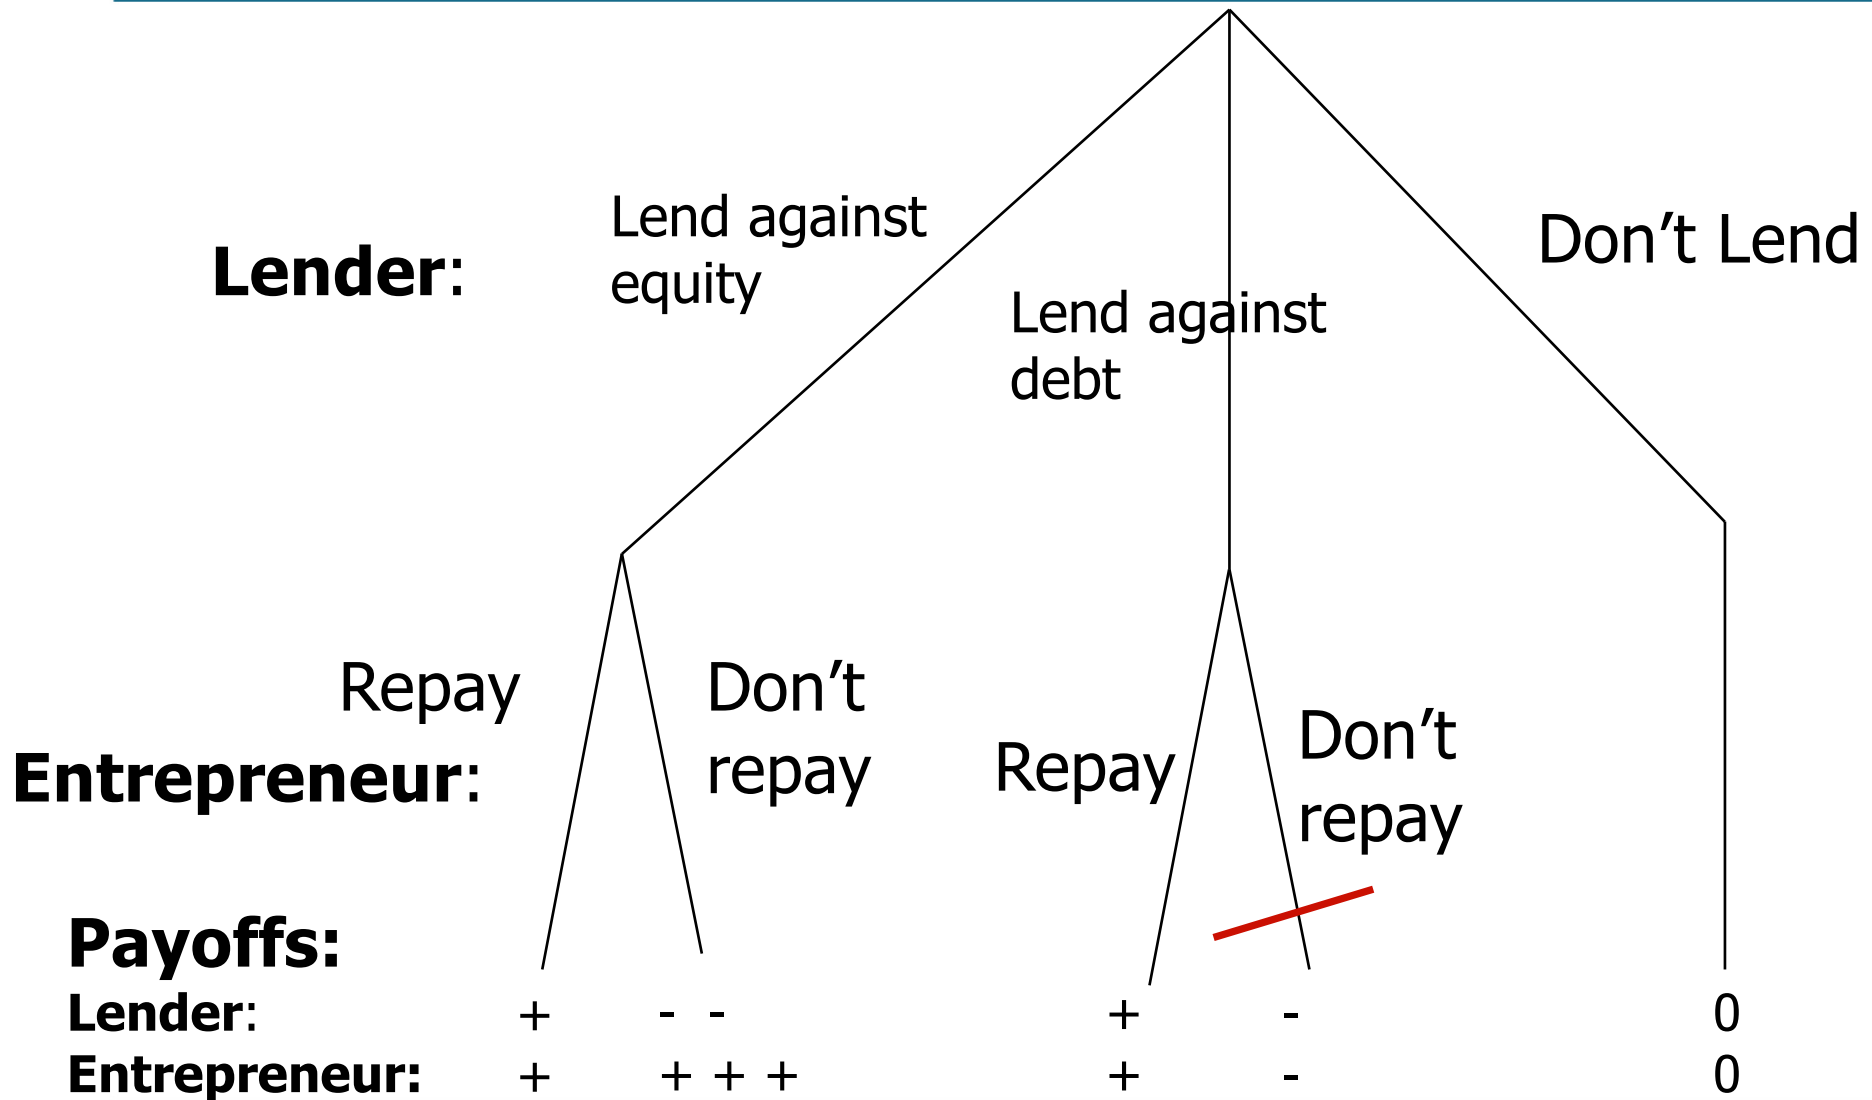 Lender:
Lend against
equity
Lend against
debt
Don’t Lend
Entrepreneur:
Repay
Don’t
repay
Repay
Don’t
repay
Payoffs:
Lender: + - - + - 0
Entrepreneur: + + + + + - 0